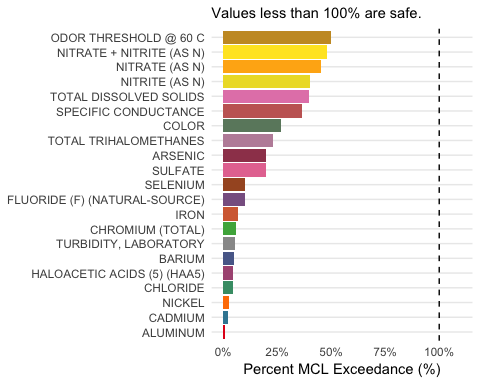 Values less than 100% are safe.
ODOR THRESHOLD @ 60 C
NITRATE + NITRITE (AS N)
NITRATE (AS N)
NITRITE (AS N)
TOTAL DISSOLVED SOLIDS
SPECIFIC CONDUCTANCE
COLOR
TOTAL TRIHALOMETHANES
ARSENIC
SULFATE
SELENIUM
FLUORIDE (F) (NATURAL-SOURCE)
IRON
CHROMIUM (TOTAL)
TURBIDITY, LABORATORY
BARIUM
HALOACETIC ACIDS (5) (HAA5)
CHLORIDE
NICKEL
CADMIUM
ALUMINUM
0% 25% 50% 75% 100%
Percent MCL Exceedance (%)